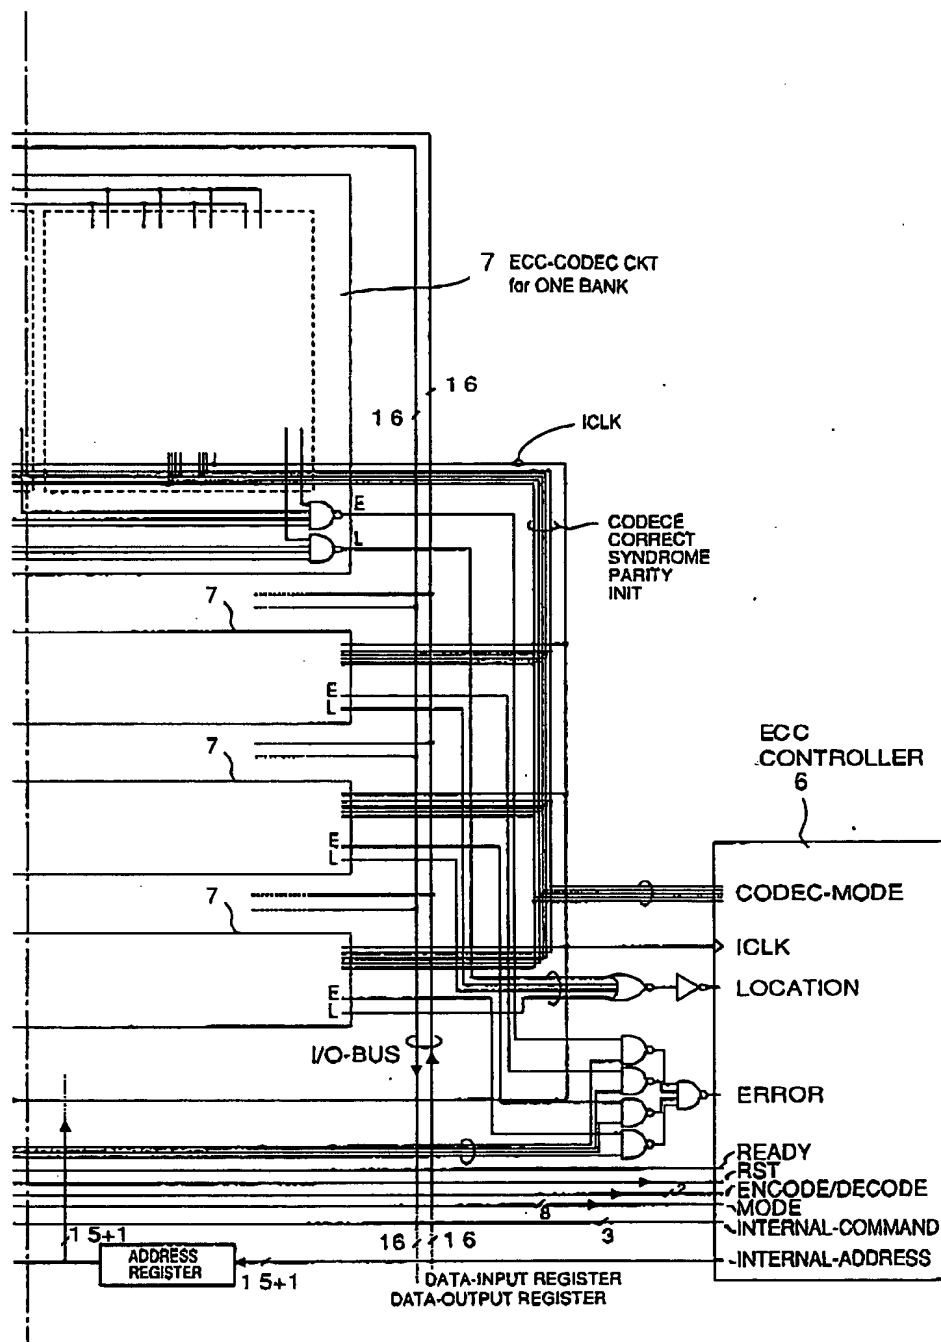 7 ECC-CODEC CKT
for ONE BANK
16
16
ICLK
E
L
CODECE
CORRECT
SYNDROME
PARITY
INIT
7
E
L
7
E
L
7
E
L
ECC
CONTROLLER
6
CODEC-MODE
ICLK
LOCATION
I/O-BUS
ERROR
READY
RST
2
ENCODE/DECODE
8
MODE
3
INTERNAL-COMMAND
15+1
ADDRESS
REGISTER
15+1
16
16
INTERNAL-ADDRESS
DATA-INPUT REGISTER
DATA-OUTPUT REGISTER